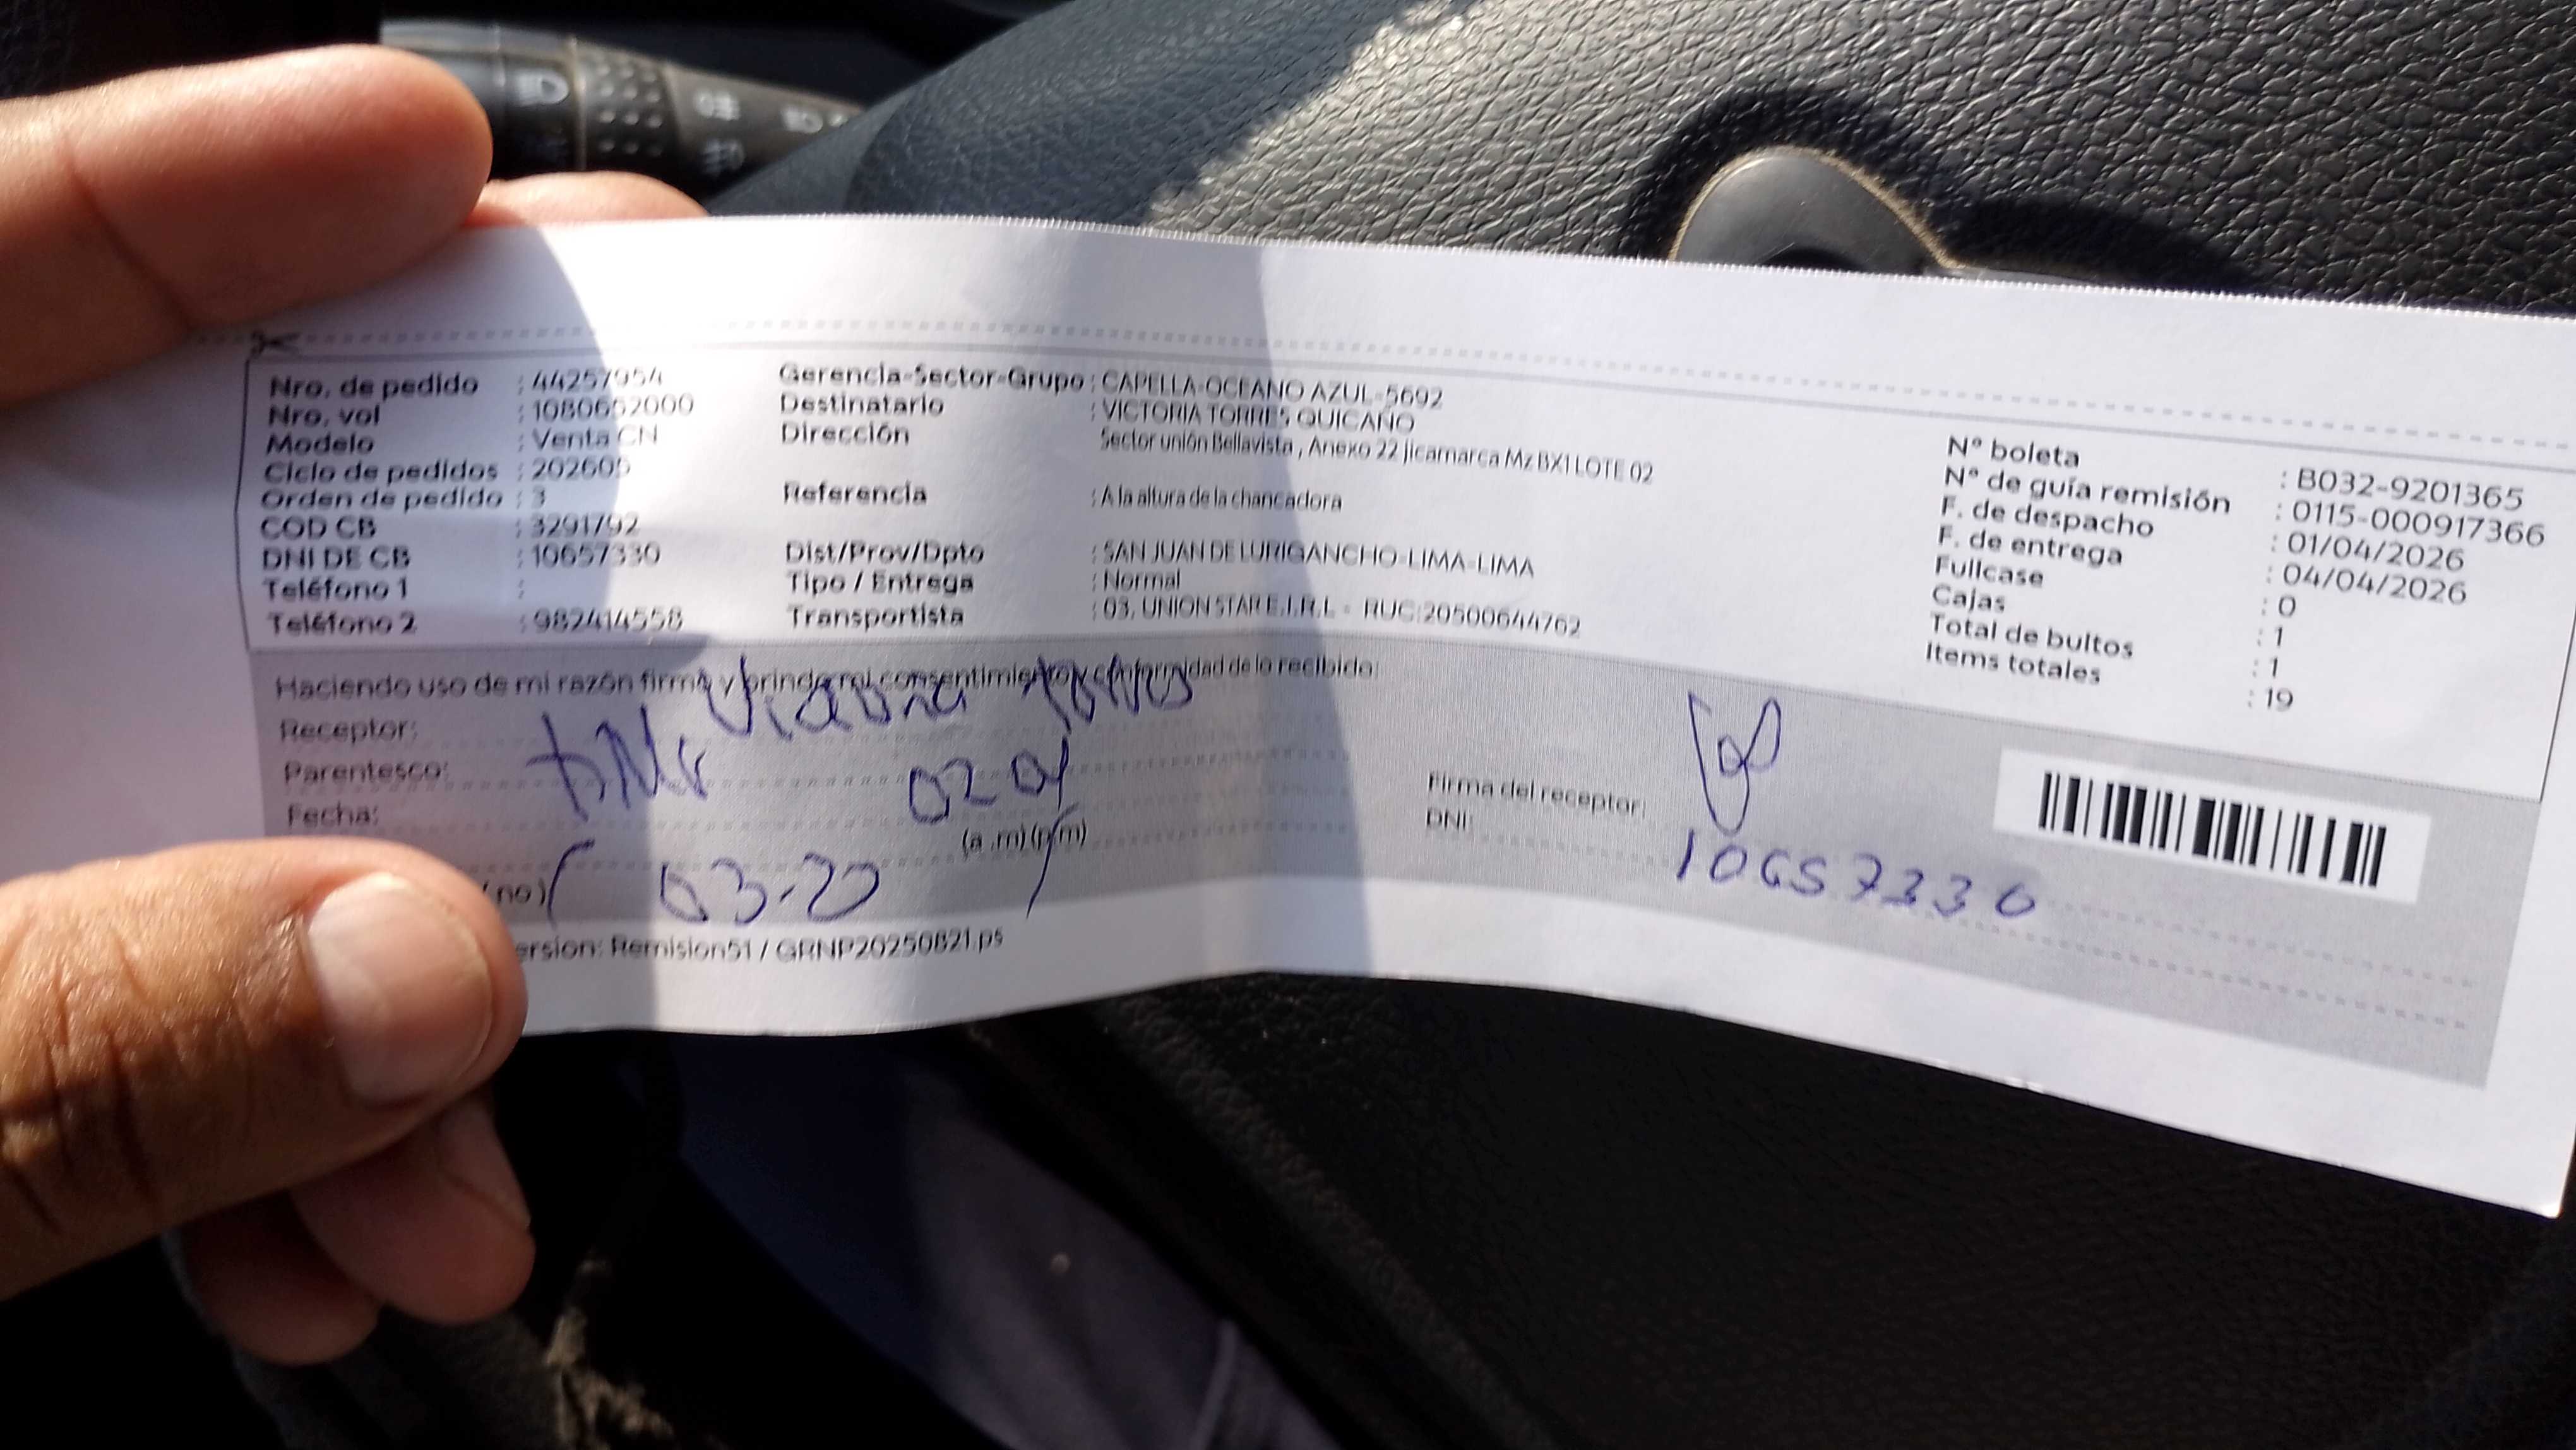 Nro. de pedido : 44257954
Nro. vol : 1080652000
Modelo : Venta CN
Ciclo de pedidos : 202605
Orden de pedido : 3
COD CB : 3291792
DNI DE CB : 10657330
Teléfono 1 :
Teléfono 2 : 982414558
Gerencia-Sector-Grupo : CAPELLA-OCEANO AZUL-5692
Destinatario : VICTORIA TORRES QUICAÑO
Dirección Sector unión Bellavista , Anexo 22 Jicamarca Mz BX1 LOTE 02
Referencia : A la altura de la chancadora
Dist/Prov/Dpto : SAN JUAN DE LURIGANCHO-LIMA-LIMA
Tipo / Entrega : Normal
Transportista : 03. UNION STAR E.I.R.L - RUC:20500644762
N° boleta : B032-9201365
N° de guía remisión : 0115-000917366
F. de despacho : 01/04/2026
F. de entrega : 04/04/2026
Fullcase : 0
Cajas : 1
Total de bultos : 1
Items totales : 19
Haciendo uso de mi razón firmo y brindo mi consentimiento y conformidad de lo recibido:
Receptor: Victoria
Parentesco:
Fecha: 02 04
(a .m) (p.m)
no) 03-20
Firma del receptor:
DNI: 10657330
ersion: Remision51 / GRNP20250821.ps